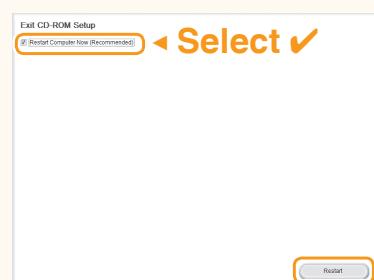 Exit CD-ROM Setup
Restart Computer Now (Recommended)
Select
Restart